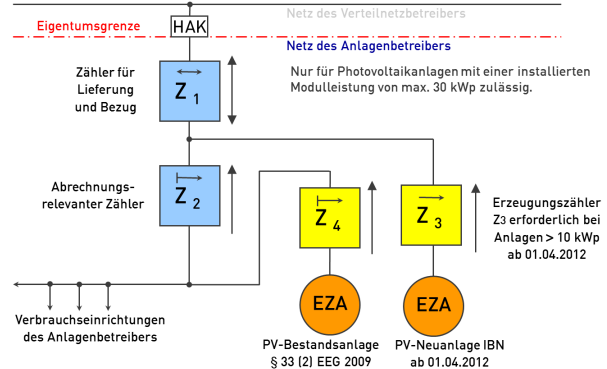 Netz des Verteilnetzbetreibers
Eigentumsgrenze
HAK
Netz des Anlagenbetreibers
Zähler für
Lieferung
und Bezug
Z 1
Nur für Photovoltaikanlagen mit einer installierten
Modulleistung von max. 30 kWp zulässig.
Abrechnungs-
relevanter Zähler
Z 2
Z 4
Z 3
Erzeugungszähler
Z3 erforderlich bei
Anlagen > 10 kWp
ab 01.04.2012
EZA
EZA
Verbrauchseinrichtungen
des Anlagenbetreibers
PV-Bestandsanlage
§ 33 (2) EEG 2009
PV-Neuanlage IBN
ab 01.04.2012